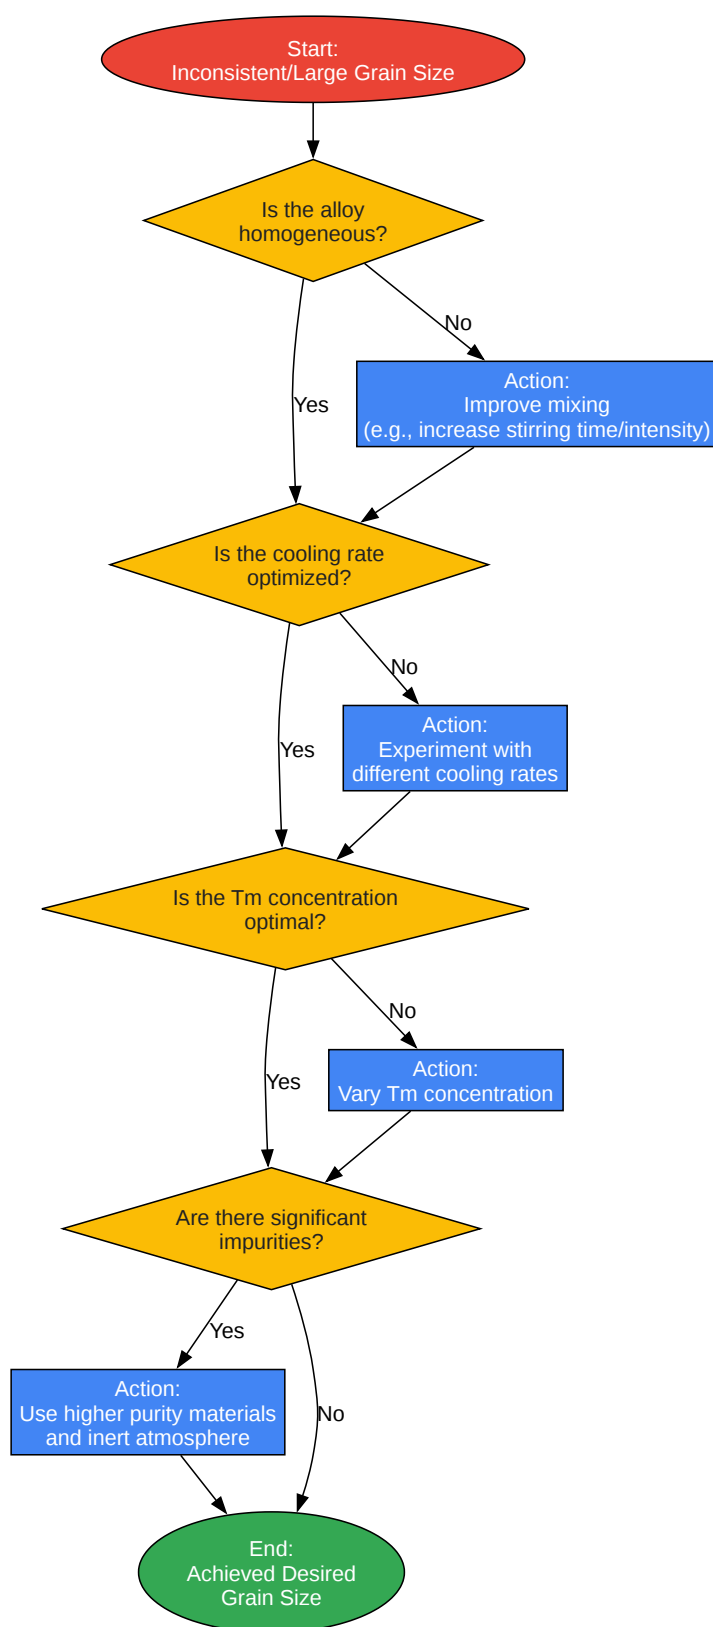 Start:
Inconsistent/Large Grain Size
Is the alloy
homogeneous?
No
Action:
Improve mixing
(e.g., increase stirring time/intensity)
Yes
Is the cooling rate
optimized?
No
Action:
Experiment with
different cooling rates
Yes
Is the Tm concentration
optimal?
No
Action:
Vary Tm concentration
Yes
Are there significant
impurities?
Yes
Action:
Use higher purity materials
and inert atmosphere
No
End:
Achieved Desired
Grain Size